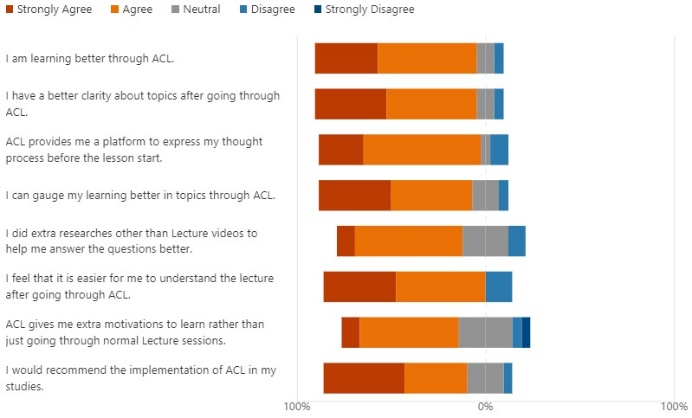 Strongly Agree Agree Neutral Disagree Strongly Disagree
I am learning better through ACL.
I have a better clarity about topics after going through
ACL.
ACL provides me a platform to express my thought
process before the lesson start.
I can gauge my learning better in topics through ACL.
I did extra researches other than Lecture videos to
help me answer the questions better.
I feel that it is easier for me to understand the lecture
after going through ACL.
ACL gives me extra motivations to learn rather than
just going through normal Lecture sessions.
I would recommend the implementation of ACL in my
studies.
100% 0% 100%